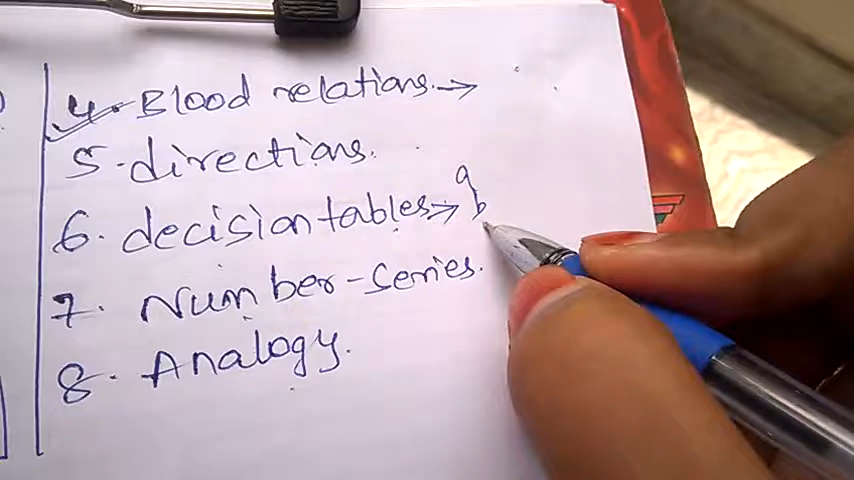 4. Blood relations. →
5. directions.
6. decision tables → a
b
7. Number - series.
8. Analogy.